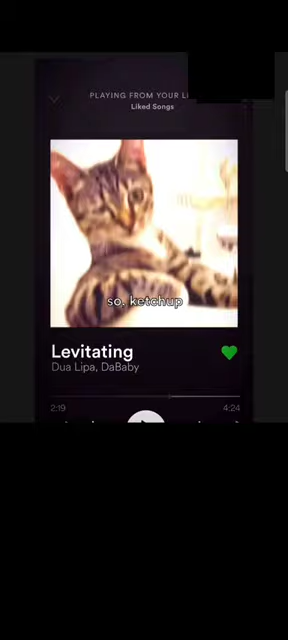 PLAYING FROM YOUR LI
Liked Songs
so, ketchup
Levitating
Dua Lipa, DaBaby
2:19
4:24